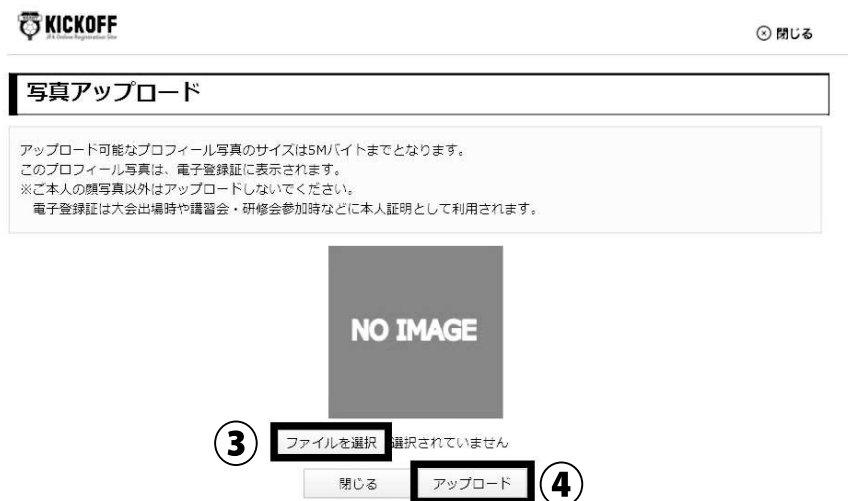 KICKOFF
JFA Online Registration Site
閉じる
写真アップロード
アップロード可能なプロフィール写真のサイズは5Mバイトまでとなります。
このプロフィール写真は、電子登録証に表示されます。
※ご本人の顔写真以外はアップロードしないでください。
電子登録証は大会出場時や講習会・研修会参加時などに本人証明として利用されます。
NO IMAGE
③ ファイルを選択 選択されていません
閉じる アップロード ④